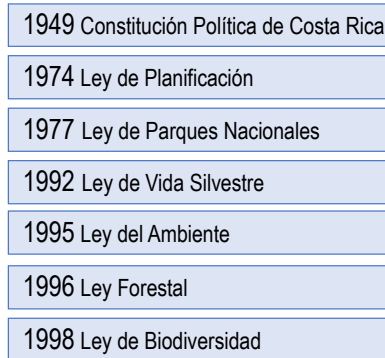 1949 Constitución Política de Costa Rica
1974 Ley de Planificación
1977 Ley de Parques Nacionales
1992 Ley de Vida Silvestre
1995 Ley del Ambiente
1996 Ley Forestal
1998 Ley de Biodiversidad